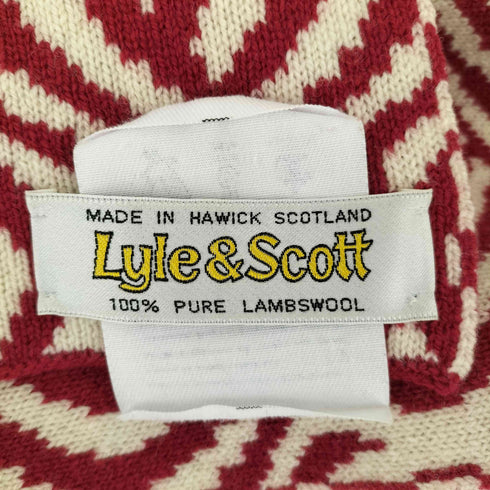 MADE IN HAWICK SCOTLAND
Lyle & Scott
100% PURE LAMBSWOOL